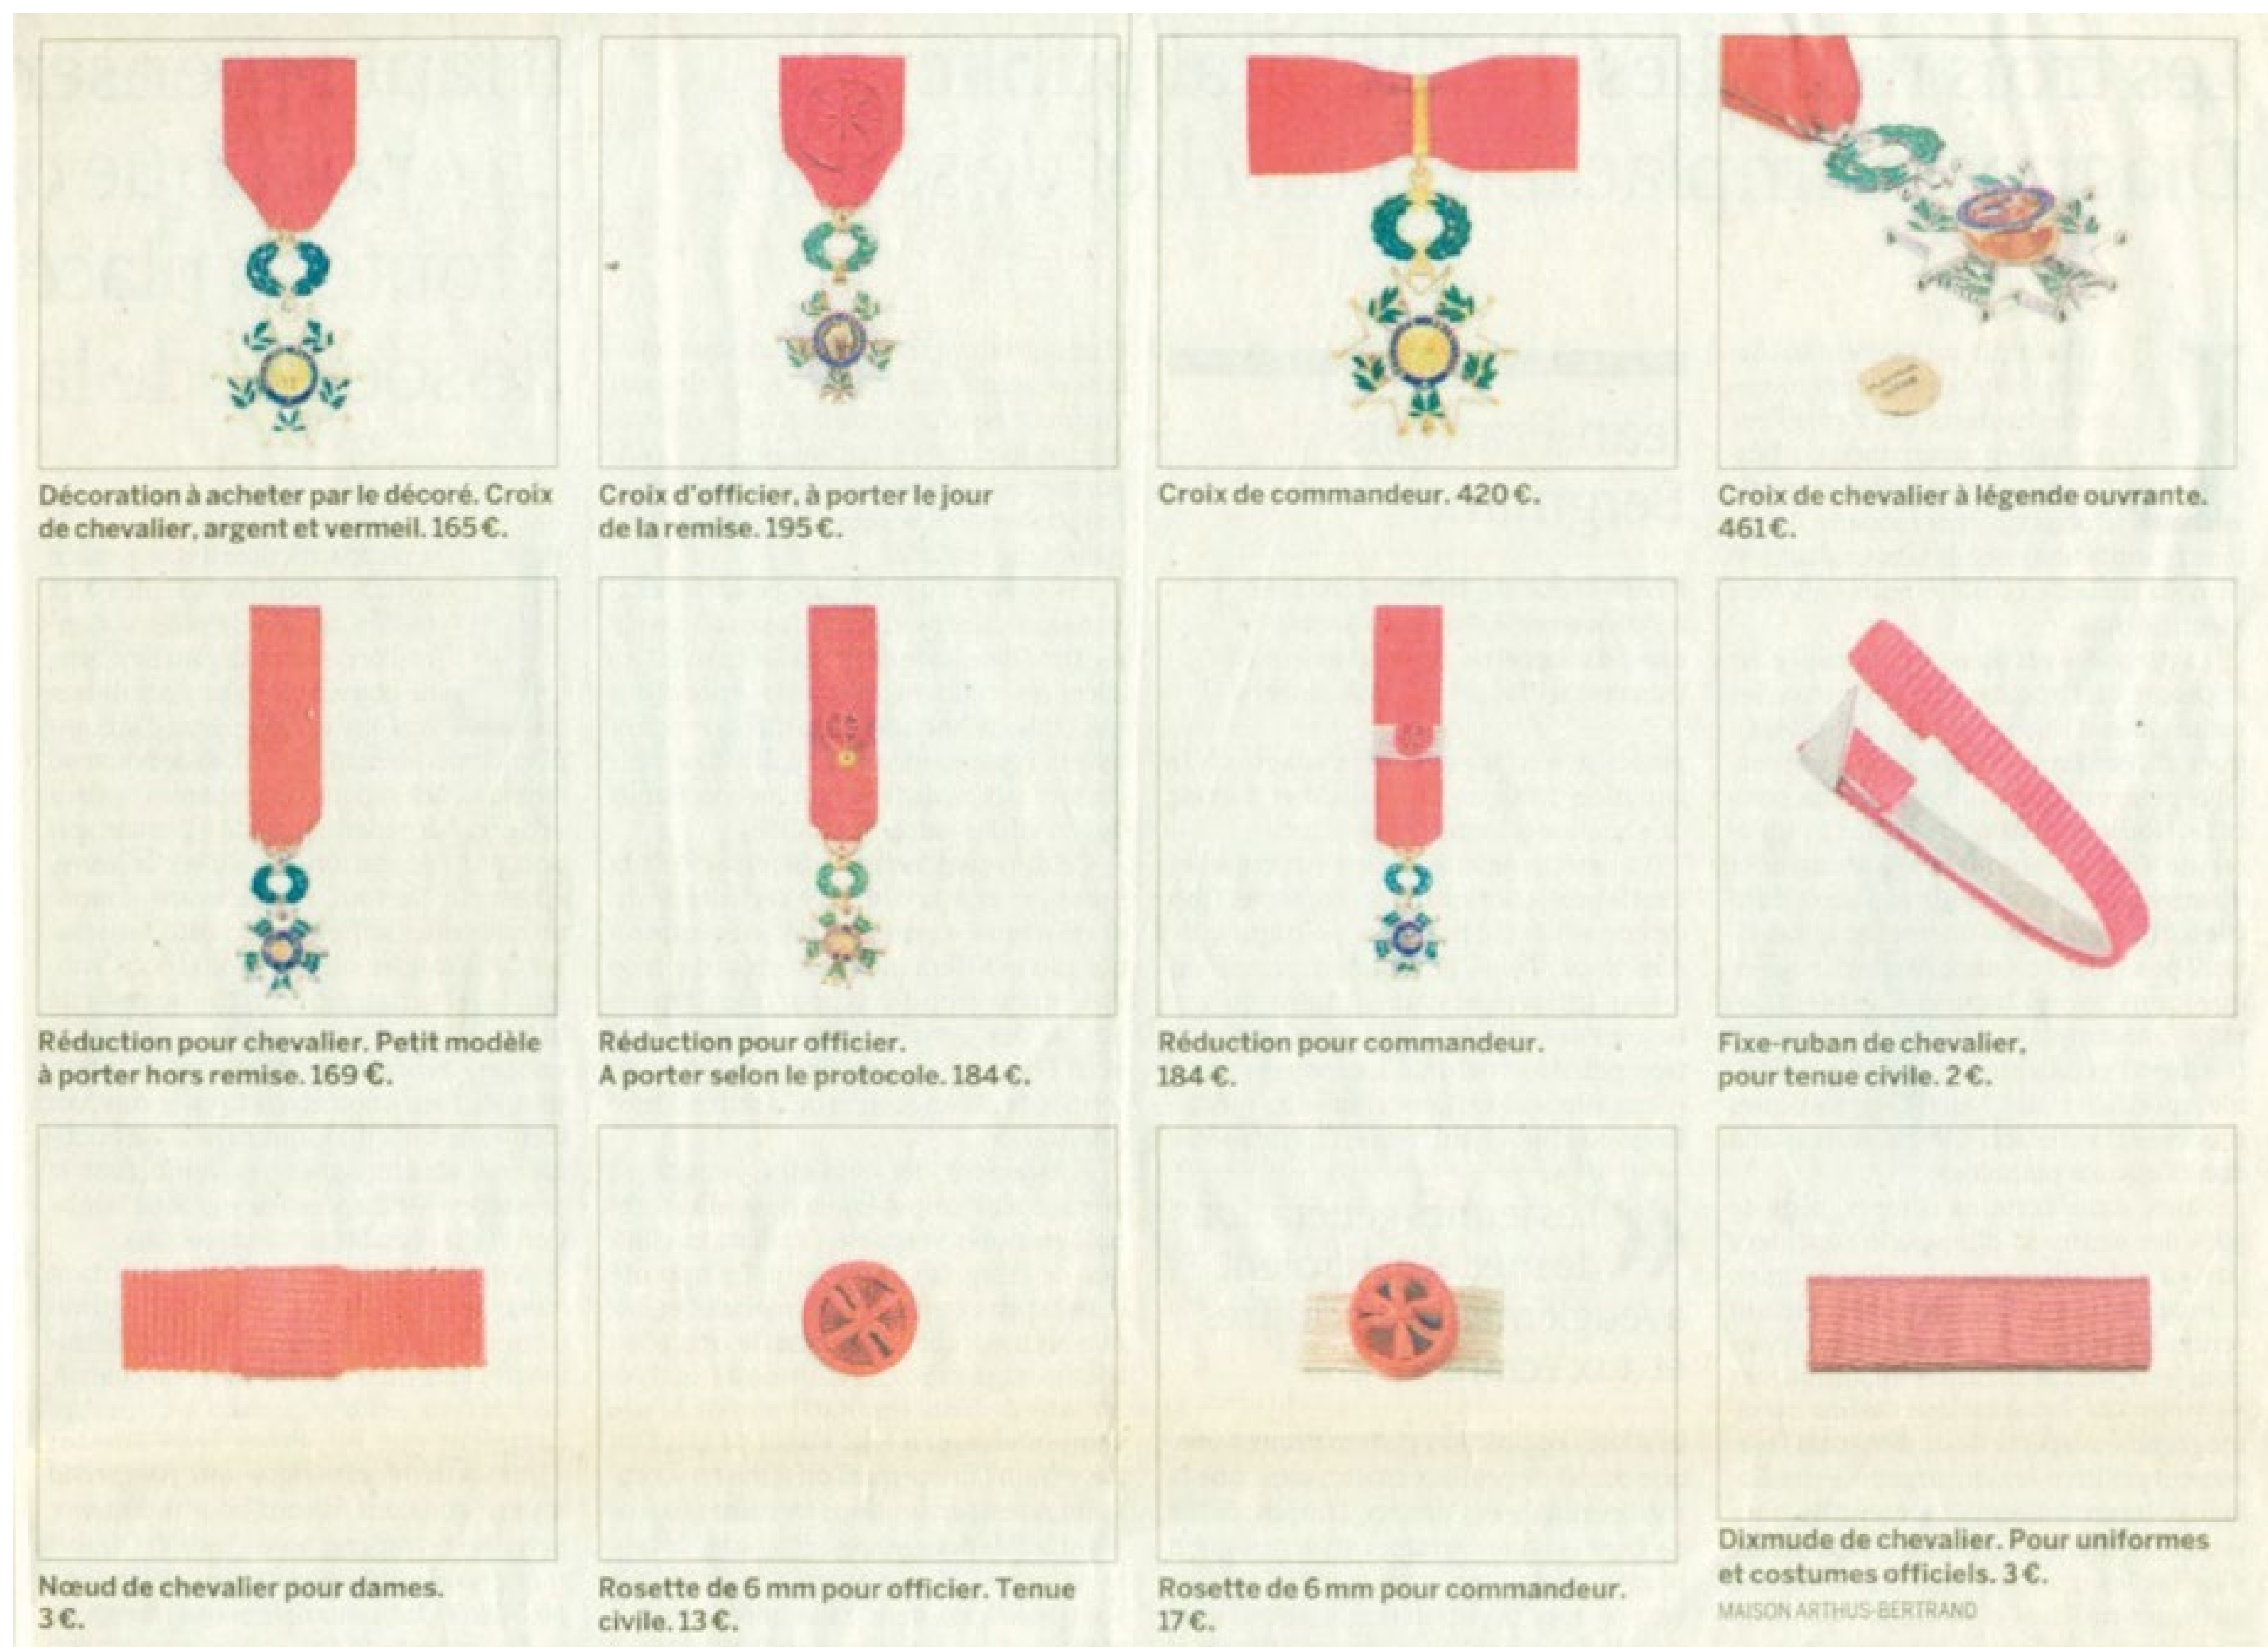 Décoration à acheter par le décoré. Croix
de chevalier, argent et vermeil. 165 €.
Croix d'officier, à porter le jour
de la remise. 195 €.
Croix de commandeur. 420 €.
Croix de chevalier à légende ouvrante.
461 €.
Réduction pour chevalier. Petit modèle
à porter hors remise. 169 €.
Réduction pour officier.
A porter selon le protocole. 184 €.
Réduction pour commandeur.
184 €.
Fixe-ruban de chevalier,
pour tenue civile. 2 €.
Nœud de chevalier pour dames.
3 €.
Rosette de 6 mm pour officier. Tenue
civile. 13 €.
Rosette de 6 mm pour commandeur.
17 €.
Dixmude de chevalier. Pour uniformes
et costumes officiels. 3 €.
MAISON ARTHUS-BERTRAND